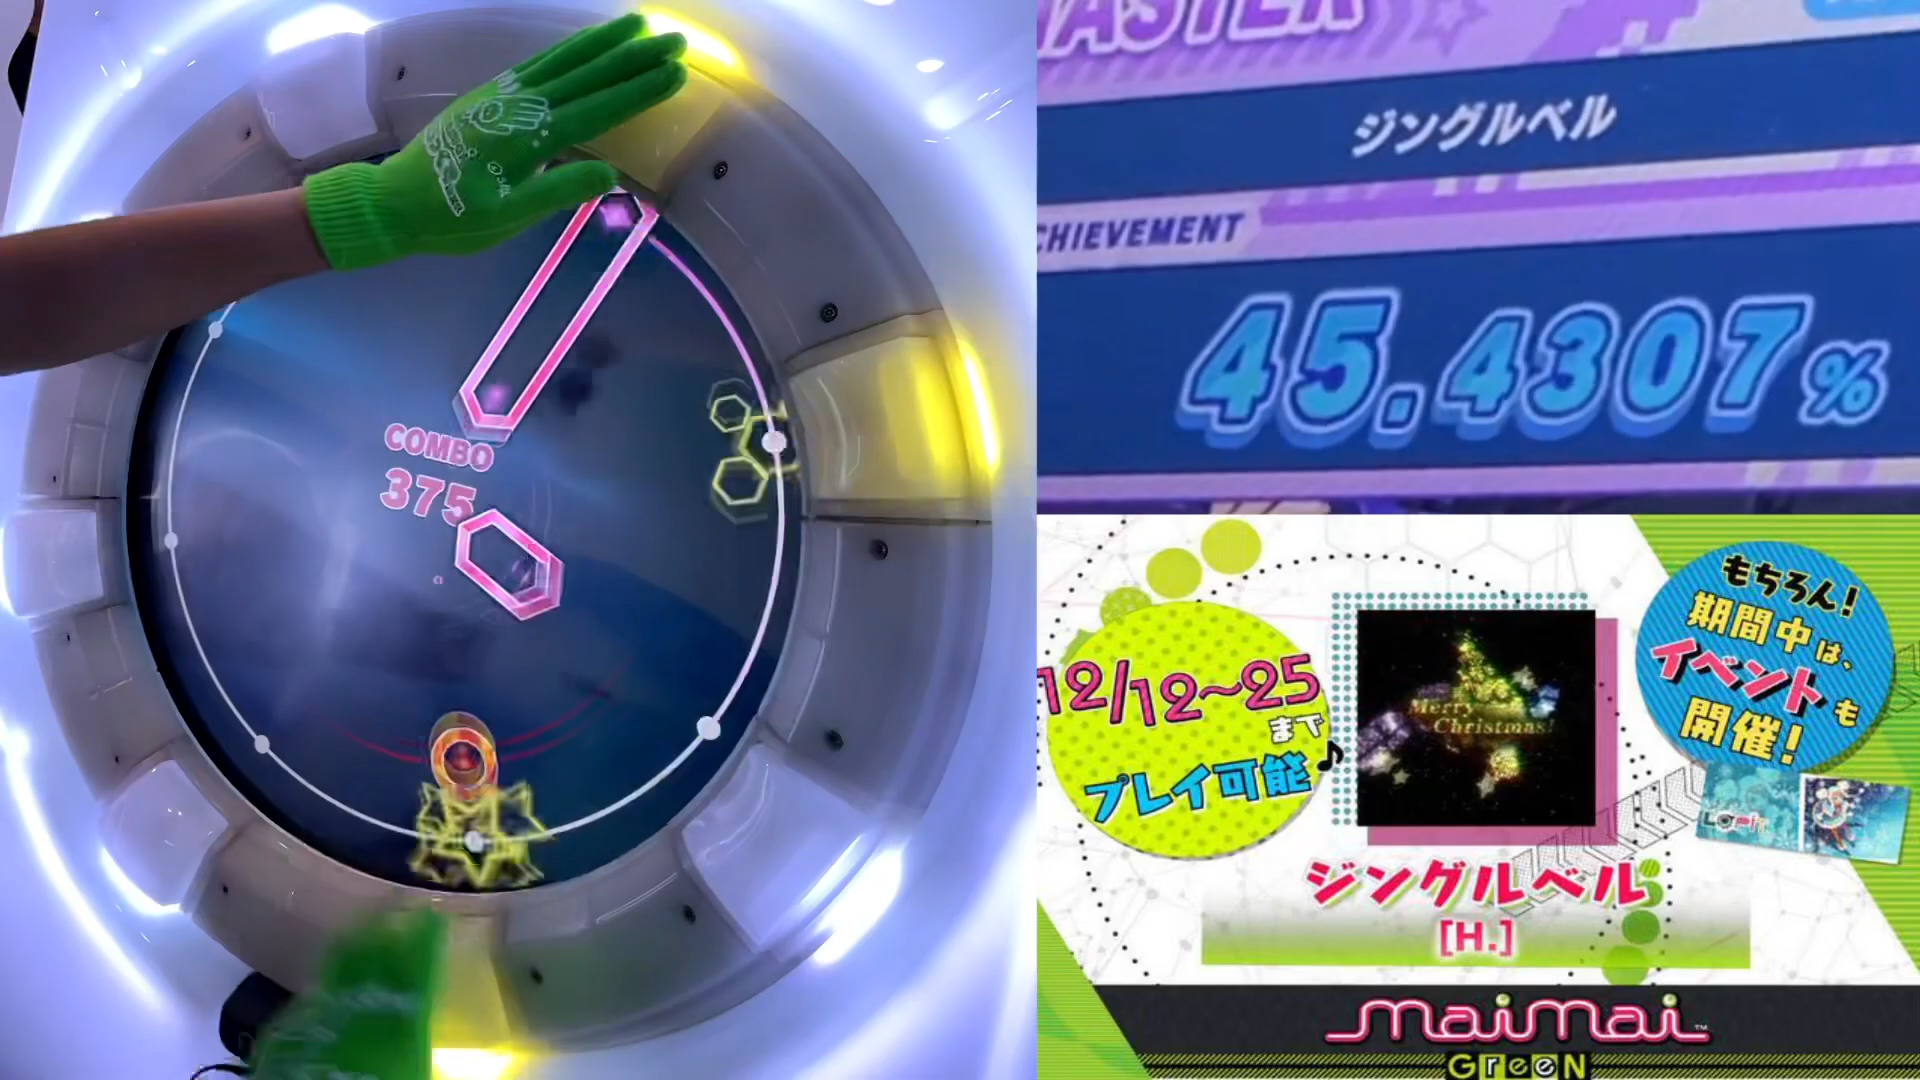 COMBO
375
MASTER
ジングルベル
CHIEVEMENT
45.4307%
12/12~25
まで
プレイ可能♪
Merry
Christmas!
もちろん!
期間中は、
イベントも
開催!
ジングルベル
[H.]
maimai™
GreeN